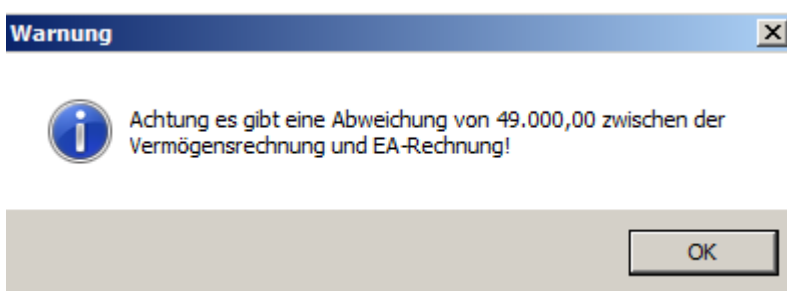 Warnung
Achtung es gibt eine Abweichung von 49.000,00 zwischen der
Vermögensrechnung und EA-Rechnung!
OK